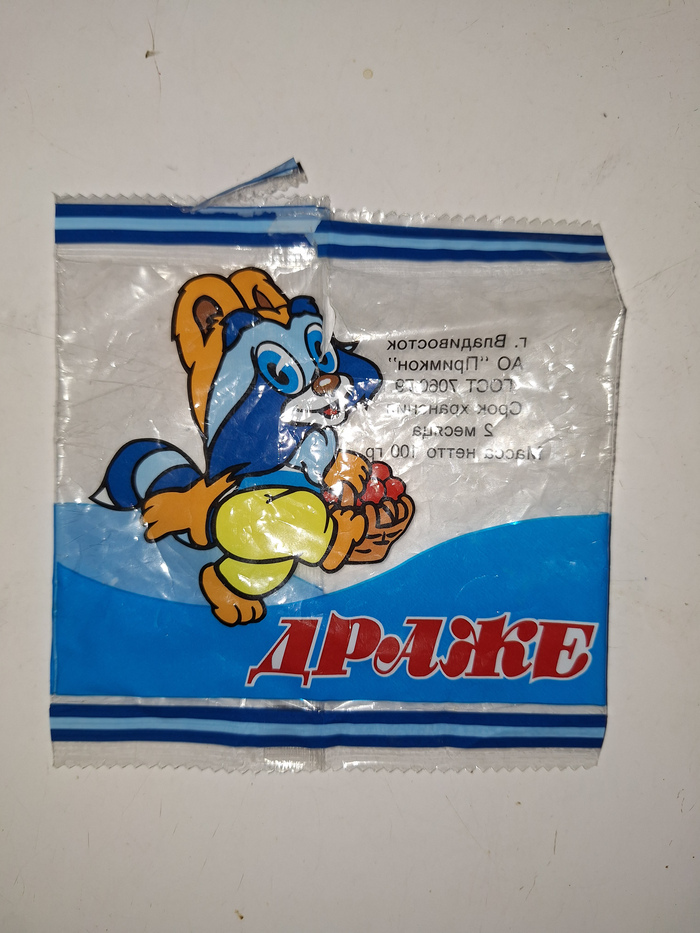 г. Владивосток
АО "Примкон"
ГОСТ 7060-79
Срок хранения
2 месяца
Масса нетто 100 гр.
ДРАЖЕ